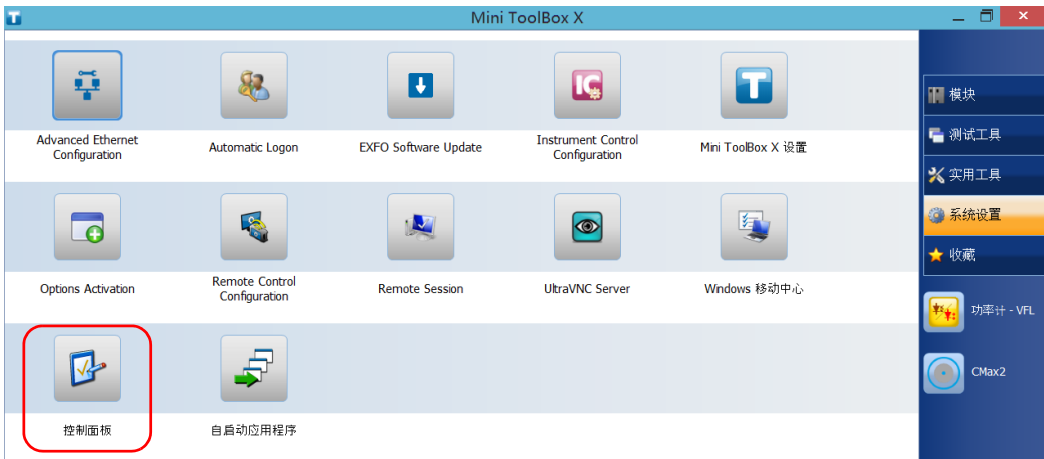 Mini ToolBox X
Advanced Ethernet
Configuration
Automatic Logon
EXFO Software Update
Instrument Control
Configuration
Mini ToolBox X 设置
Options Activation
Remote Control
Configuration
Remote Session
UltraVNC Server
Windows 移动中心
控制面板
自启动应用程序
模块
测试工具
实用工具
系统设置
收藏
功率计 - VFL
CMax2